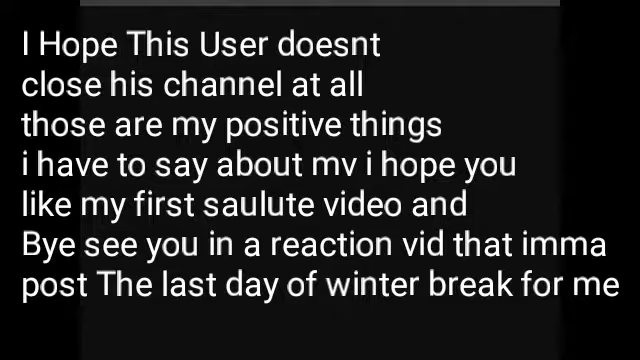 I Hope This User doesnt
close his channel at all
those are my positive things
i have to say about mv i hope you
like my first saulute video and
Bye see you in a reaction vid that imma
post The last day of winter break for me